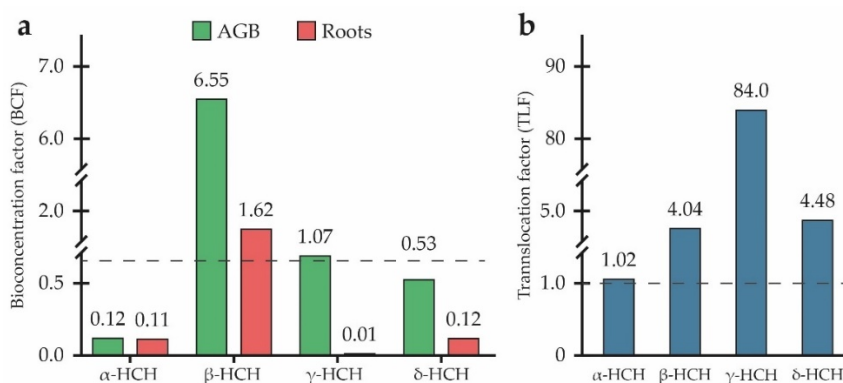 a
AGB
Roots
Bioconcentration factor (BCF)
7.0
6.0
2.0
0.5
0.0
0.12
0.11
6.55
1.62
1.07
0.01
0.53
0.12
α-HCH
β-HCH
γ-HCH
δ-HCH
b
Trannslocation factor (TLF)
90
80
5.0
1.0
0.0
1.02
4.04
84.0
4.48
α-HCH
β-HCH
γ-HCH
δ-HCH